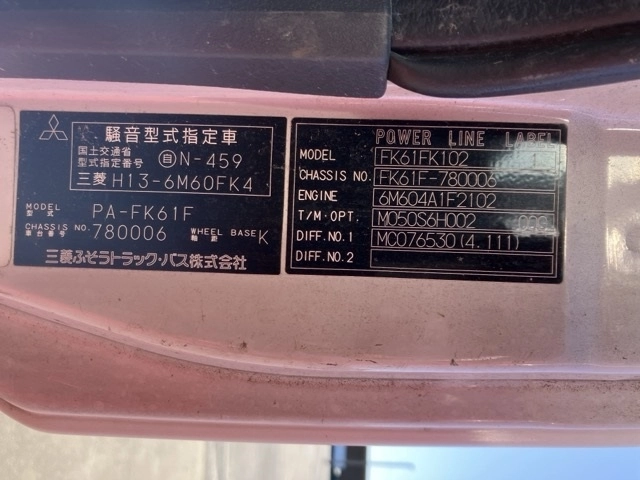 騒音型式指定車
国土交通省
型式指定番号 自 N-459
三菱 H13-6M60FK4
MODEL
型式 PA-FK61F
CHASSIS NO.
車台番号 780006 WHEEL BASE
軸距 K
三菱ふそうトラック・バス株式会社
POWER LINE LABEL
MODEL FK61FK102 1
CHASSIS NO. FK61F-780006
ENGINE 6M604A1F2102
T/M.OPT. M050S6H002
DIFF.NO.1 MC076530(4.111)
DIFF.NO.2